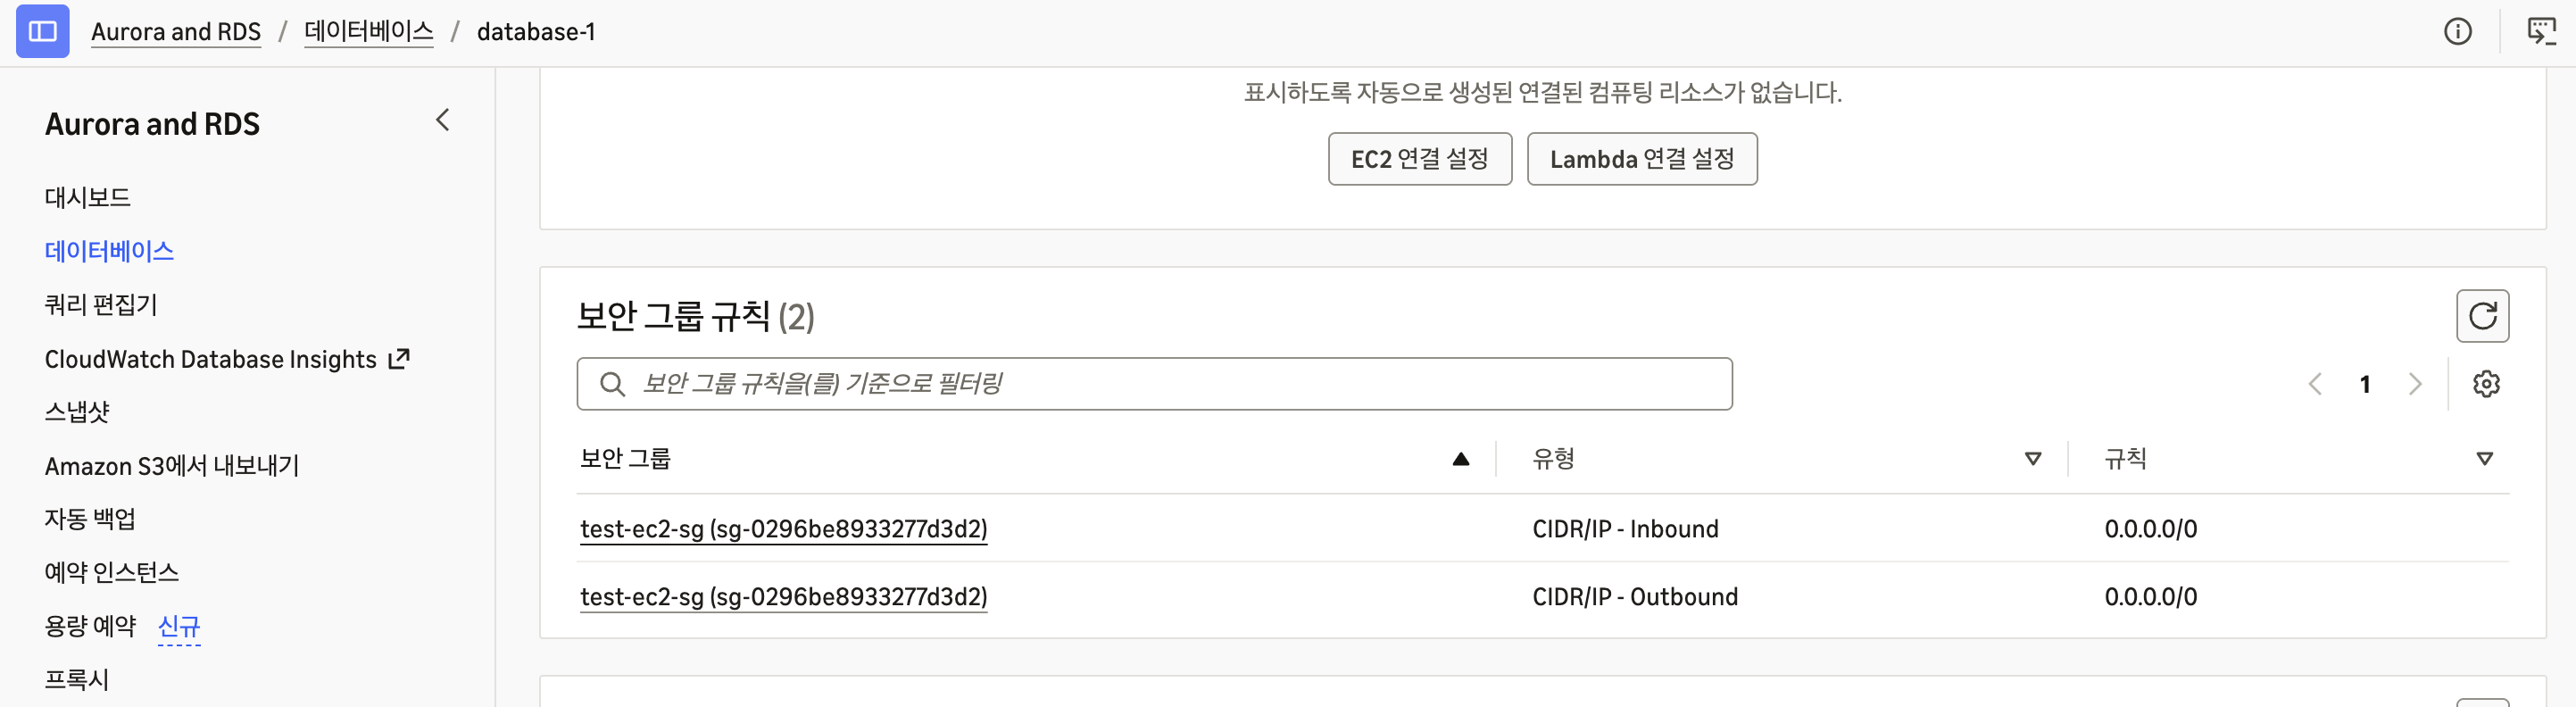 Aurora and RDS / 데이터베이스 / database-1
Aurora and RDS
대시보드
데이터베이스
쿼리 편집기
CloudWatch Database Insights
스냅샷
Amazon S3에서 내보내기
자동 백업
예약 인스턴스
용량 예약 신규
프록시
표시하도록 자동으로 생성된 연결된 컴퓨팅 리소스가 없습니다.
EC2 연결 설정 Lambda 연결 설정
보안 그룹 규칙 (2)
보안 그룹 규칙을(를) 기준으로 필터링
1
보안 그룹 유형 규칙
test-ec2-sg (sg-0296be8933277d3d2) CIDR/IP - Inbound 0.0.0.0/0
test-ec2-sg (sg-0296be8933277d3d2) CIDR/IP - Outbound 0.0.0.0/0